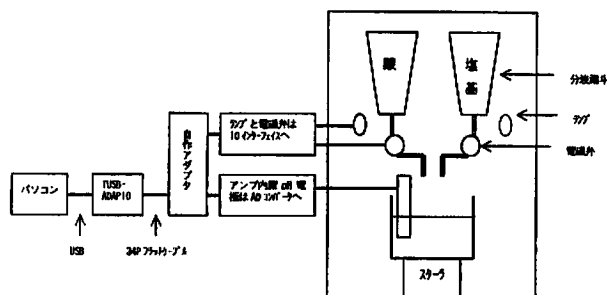 酸
塩
基
分液漏斗
ランプ
電磁弁
自作アダプタ
ランプと電磁弁は
IOインターフェイスへ
パソコン
TUSB-
ADAPIO
アンプ内蔵 pH 電
極は ADコンバータへ
USB
34Pフラットケーブル
スターラ